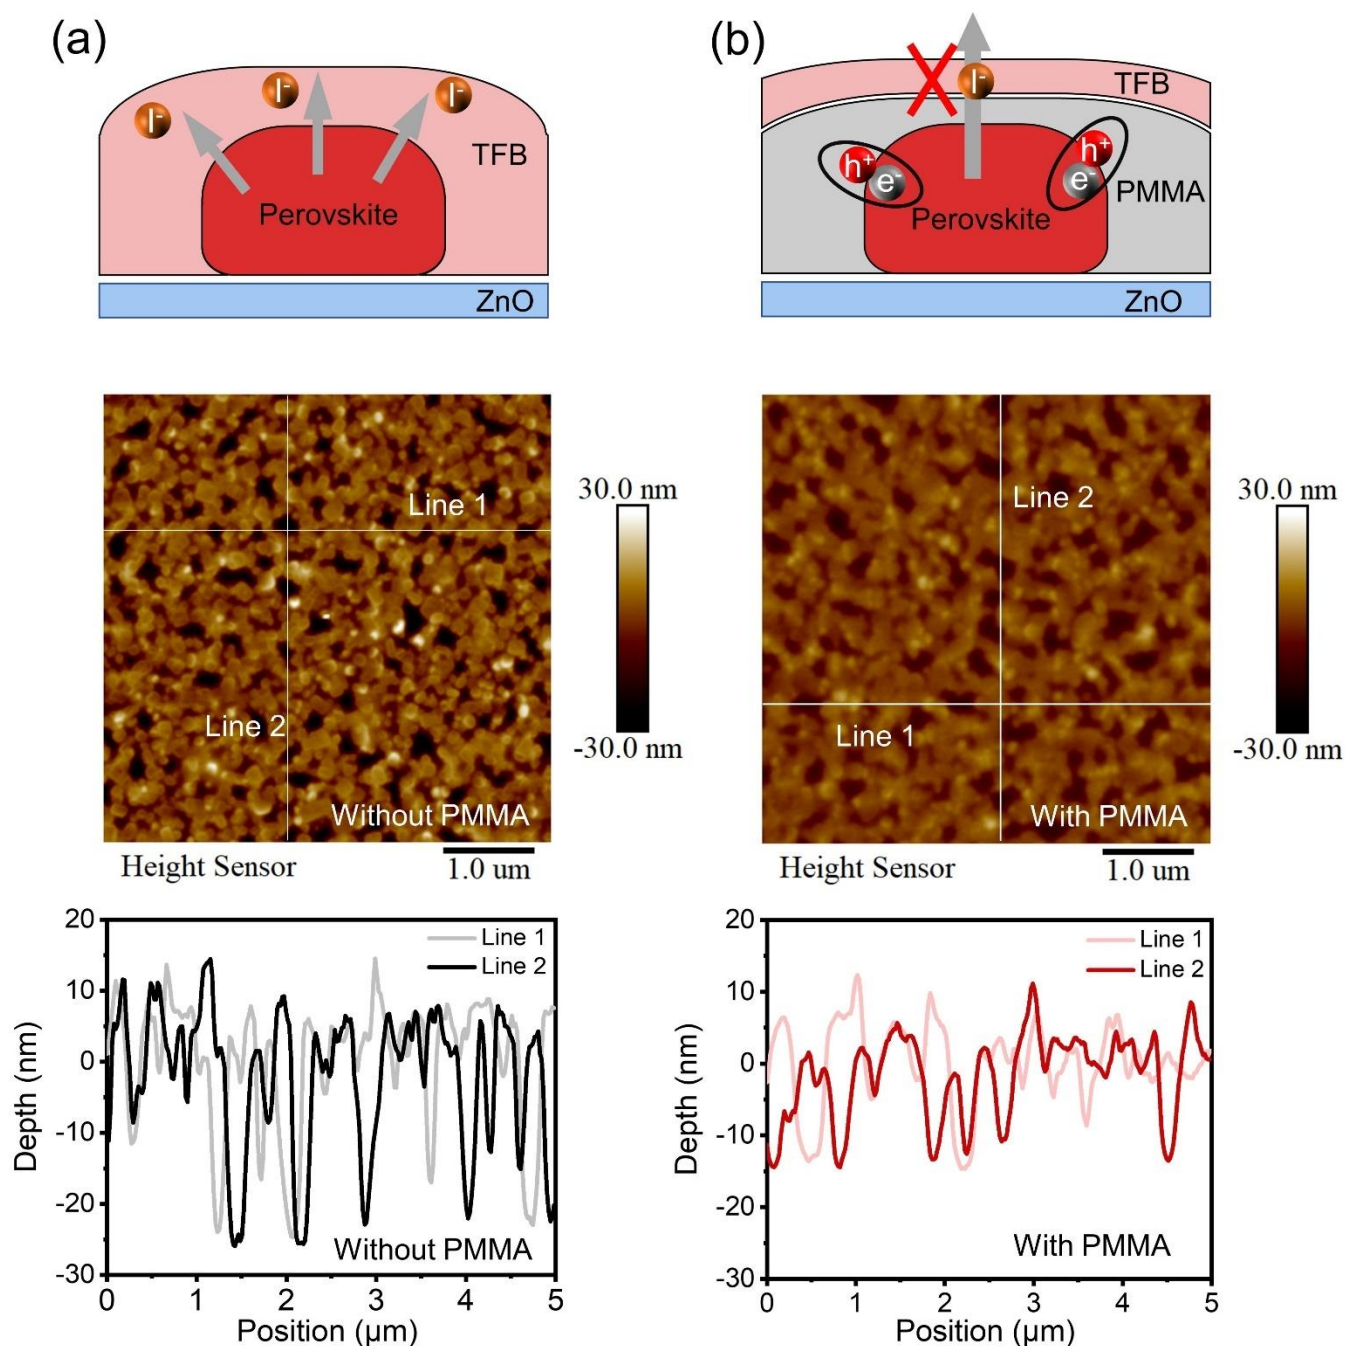 (a)
I-
I-
I-
TFB
Perovskite
ZnO
(b)
I-
TFB
h+
e-
h+
e-
PMMA
Perovskite
ZnO
Line 1
Line 2
Without PMMA
30.0 nm
-30.0 nm
Height Sensor
1.0 um
Line 2
Line 1
With PMMA
30.0 nm
-30.0 nm
Height Sensor
1.0 um
20
10
0
-10
-20
-30
Depth (nm)
Line 1
Line 2
Without PMMA
0 1 2 3 4 5
Position (µm)
20
10
0
-10
-20
-30
Depth (nm)
Line 1
Line 2
With PMMA
0 1 2 3 4 5
Position (µm)